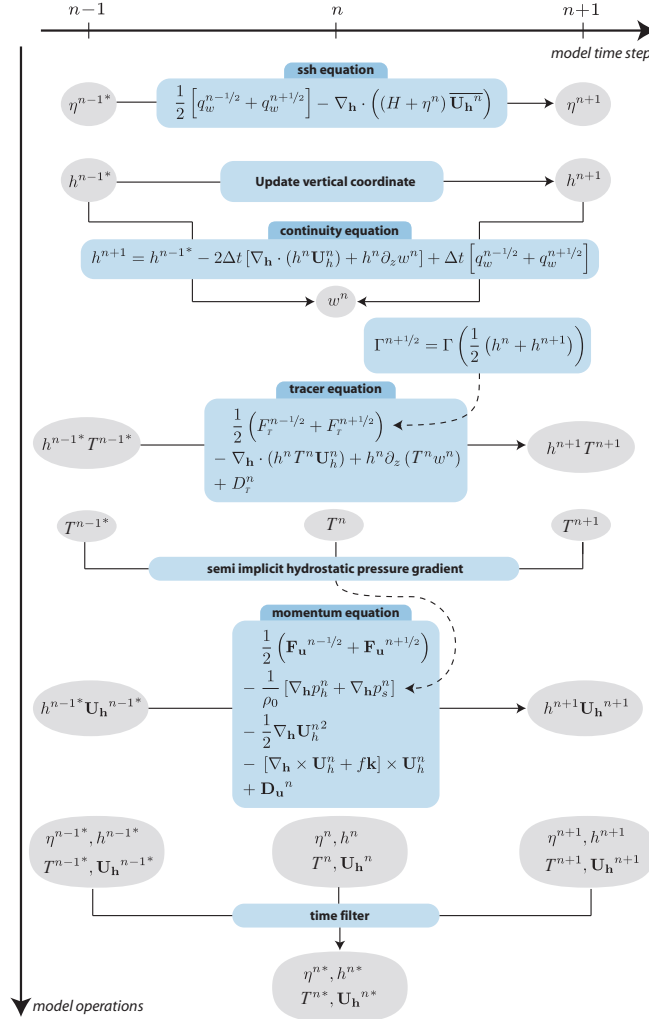 n−1 n n+1
model time step
ssh equation
η^{n−1*} 1/2 [q_w^{n−1/2} + q_w^{n+1/2}] − ∇_h · ((H + η^n) \overline{U_h^n}) η^{n+1}
h^{n−1*} Update vertical coordinate h^{n+1}
continuity equation
h^{n+1} = h^{n−1*} − 2Δt [∇_h · (h^n U_h^n) + h^n ∂_z w^n] + Δt [q_w^{n−1/2} + q_w^{n+1/2}]
w^n
Γ^{n+1/2} = Γ (1/2 (h^n + h^{n+1}))
tracer equation
1/2 (F_T^{n−1/2} + F_T^{n+1/2})
h^{n−1*} T^{n−1*} − ∇_h · (h^n T^n U_h^n) + h^n ∂_z (T^n w^n) h^{n+1} T^{n+1}
+ D_T^n
T^{n−1*} T^n T^{n+1}
semi implicit hydrostatic pressure gradient
momentum equation
1/2 (F_u^{n−1/2} + F_u^{n+1/2})
− 1/ρ_0 [∇_h p_h^n + ∇_h p_s^n]
h^{n−1*} U_h^{n−1*} − 1/2 ∇_h U_h^{n2} h^{n+1} U_h^{n+1}
− [∇_h × U_h^n + f k] × U_h^n
+ D_u^n
η^{n−1*}, h^{n−1*} η^n, h^n η^{n+1}, h^{n+1}
T^{n−1*}, U_h^{n−1*} T^n, U_h^n T^{n+1}, U_h^{n+1}
time filter
η^{n*}, h^{n*}
T^{n*}, U_h^{n*}
model operations